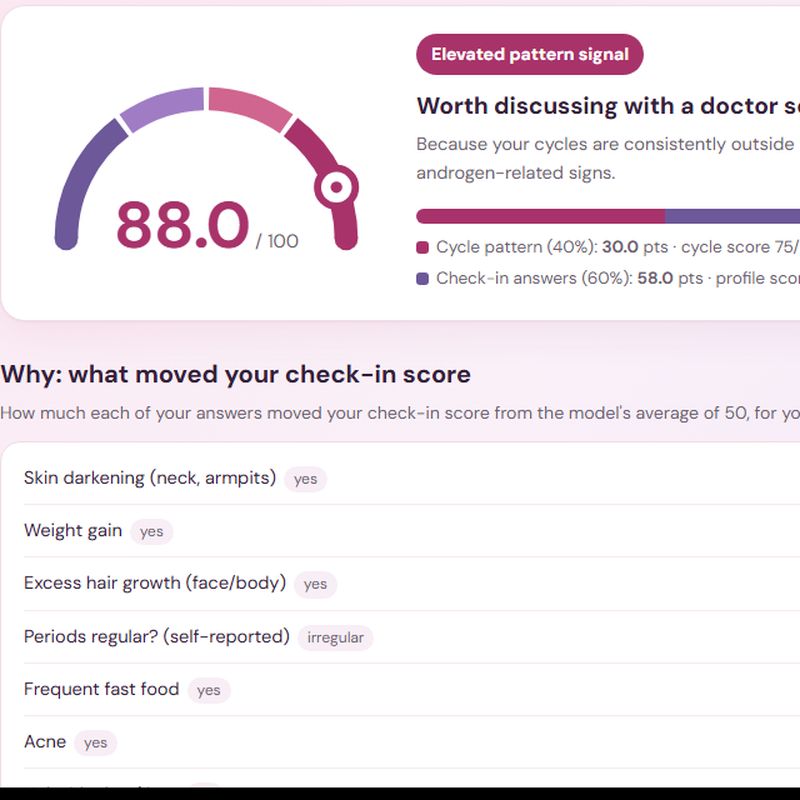 Elevated pattern signal
Worth discussing with a doctor
Because your cycles are consistently outside
androgen-related signs.
88.0 / 100
Cycle pattern (40%): 30.0 pts · cycle score 75/
Check-in answers (60%): 58.0 pts · profile
Why: what moved your check-in score
How much each of your answers moved your check-in score from the model's average of 50, for
Skin darkening (neck, armpits) yes
Weight gain yes
Excess hair growth (face/body) yes
Periods regular? (self-reported) irregular
Frequent fast food yes
Acne yes